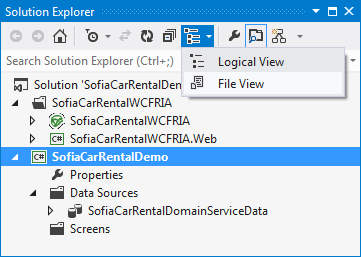 Solution Explorer
Search Solution Explorer (Ctrl+;)
Logical View
File View
Solution 'SofiaCarRentalDem
SofiaCarRentalWCFRIA
SofiaCarRentalWCFRIA
C# SofiaCarRentalWCFRIA.Web
C# SofiaCarRentalDemo
Properties
Data Sources
SofiaCarRentalDomainServiceData
Screens